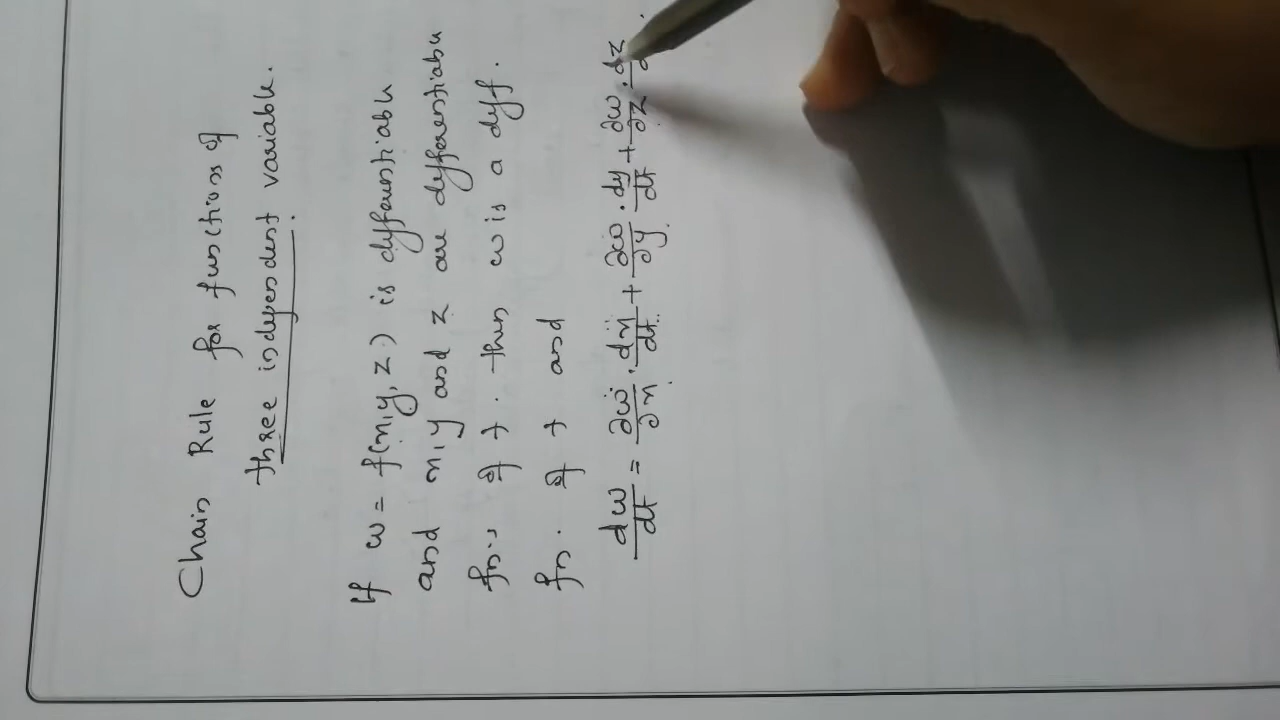 Chain Rule for functions of
three independent variable.
If w = f(x, y, z) is differentiable
and x, y and z are differentiable
fn.s of t. then w is a diff.
fn. of t and
dw/dt = ∂w/∂x · dx/dt + ∂w/∂y · dy/dt + ∂w/∂z · dz